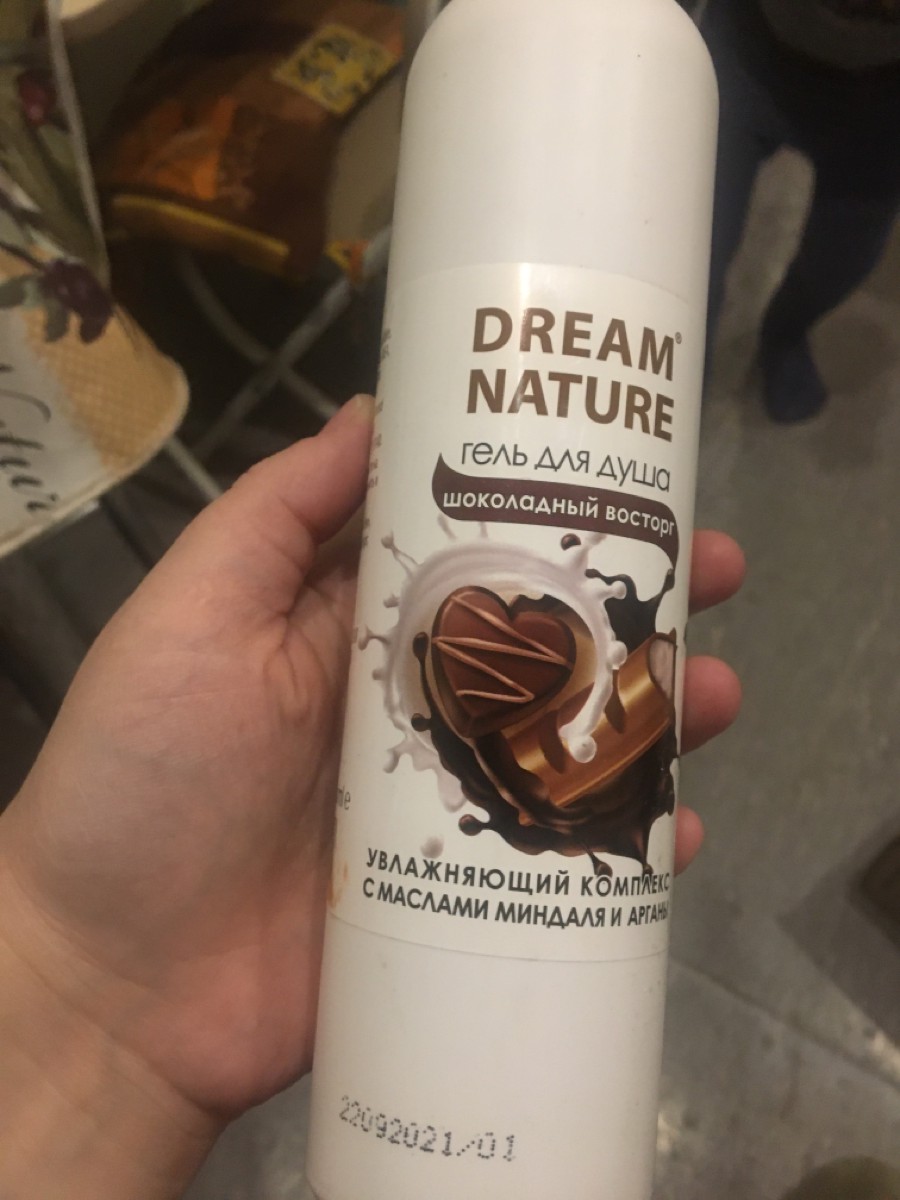 DREAM®
NATURE
гель для душа
шоколадный восторг
УВЛАЖНЯЮЩИЙ КОМПЛЕКС
С МАСЛАМИ МИНДАЛЯ И АРГАНЫ
22092021/01